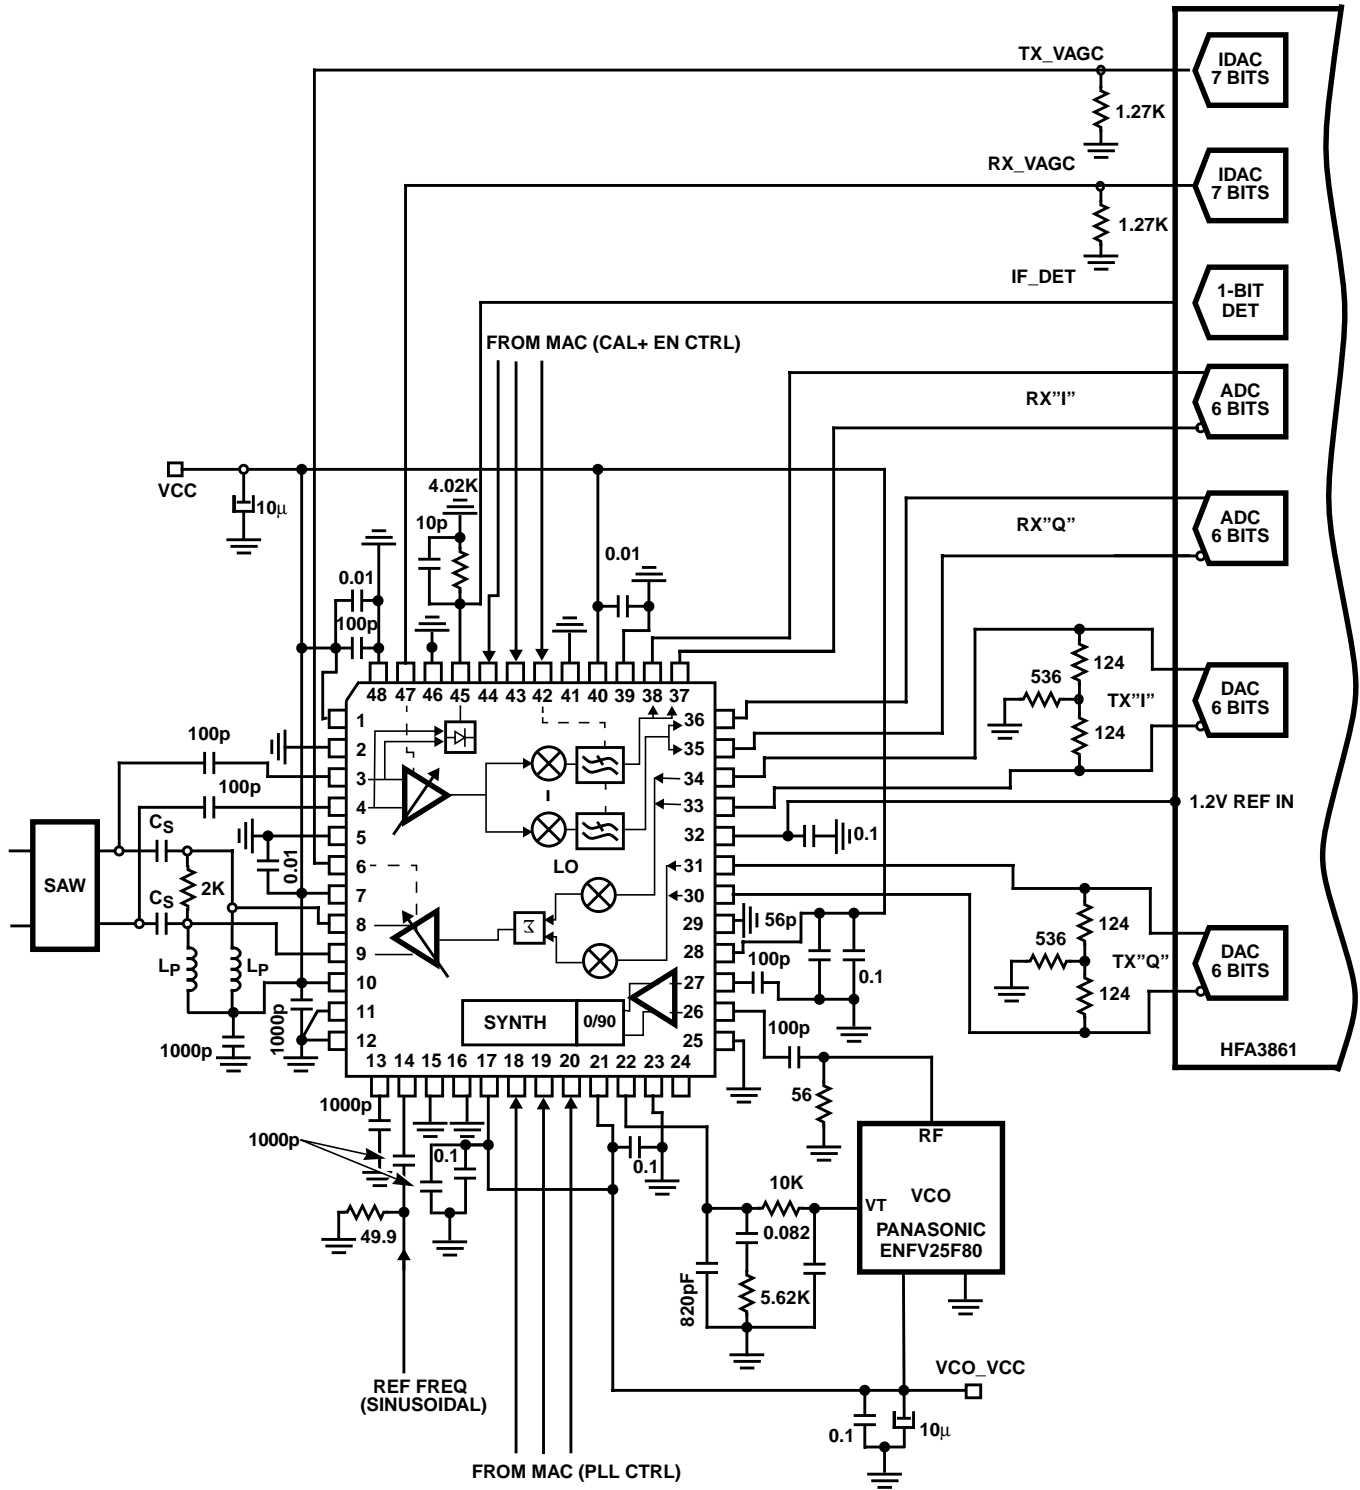 TX_VAGC
IDAC
7 BITS
1.27K
RX_VAGC
IDAC
7 BITS
1.27K
IF_DET
1-BIT
DET
FROM MAC (CAL+ EN CTRL)
RX”I”
ADC
6 BITS
VCC
10µ
4.02K
10p
RX”Q”
ADC
6 BITS
0.01
0.01
100p
536
124
TX”I”
124
DAC
6 BITS
48 47 46 45 44 43 42 41 40 39 38 37
1
2
3
4
5
6
7
8
9
10
11
12
36
35
34
33
32
31
30
29
28
27
26
25
100p
100p
CS
CS
SAW
2K
0.01
LP
LP
1000p
1000p
I
LO
Σ
SYNTH
0/90
1.2V REF IN
0.1
56p
100p
0.1
536
124
TX”Q”
124
DAC
6 BITS
HFA3861
13 14 15 16 17 18 19 20 21 22 23 24
1000p
1000p
0.1
49.9
0.1
100p
56
RF
VCO
VT
PANASONIC
ENFV25F80
10K
0.082
820pF
5.62K
REF FREQ
(SINUSOIDAL)
VCO_VCC
0.1
10µ
FROM MAC (PLL CTRL)